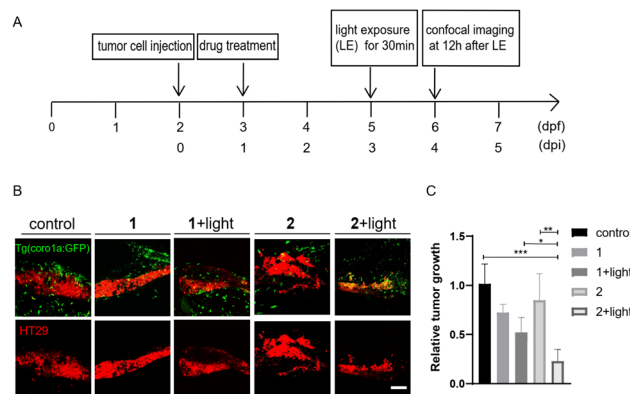 A
tumor cell injection
drug treatment
light exposure
(LE) for 30min
confocal imaging
at 12h after LE
0 1 2 3 4 5 6 7 (dpf)
0 1 2 3 4 5 (dpi)
B
control 1 1+light 2 2+light
Tg(coro1a:GFP)
HT29
C
Relative tumor growth
1.5
1.0
0.5
0.0
**
*
***
control
1
1+light
2
2+light